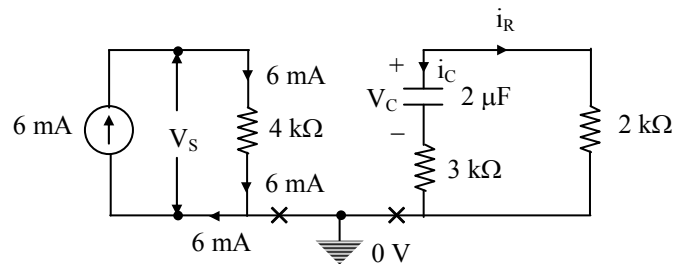 i_R
6 mA
+ i_C
6 mA V_S 4 kΩ V_C 2 μF 2 kΩ
−
6 mA 3 kΩ
6 mA 0 V